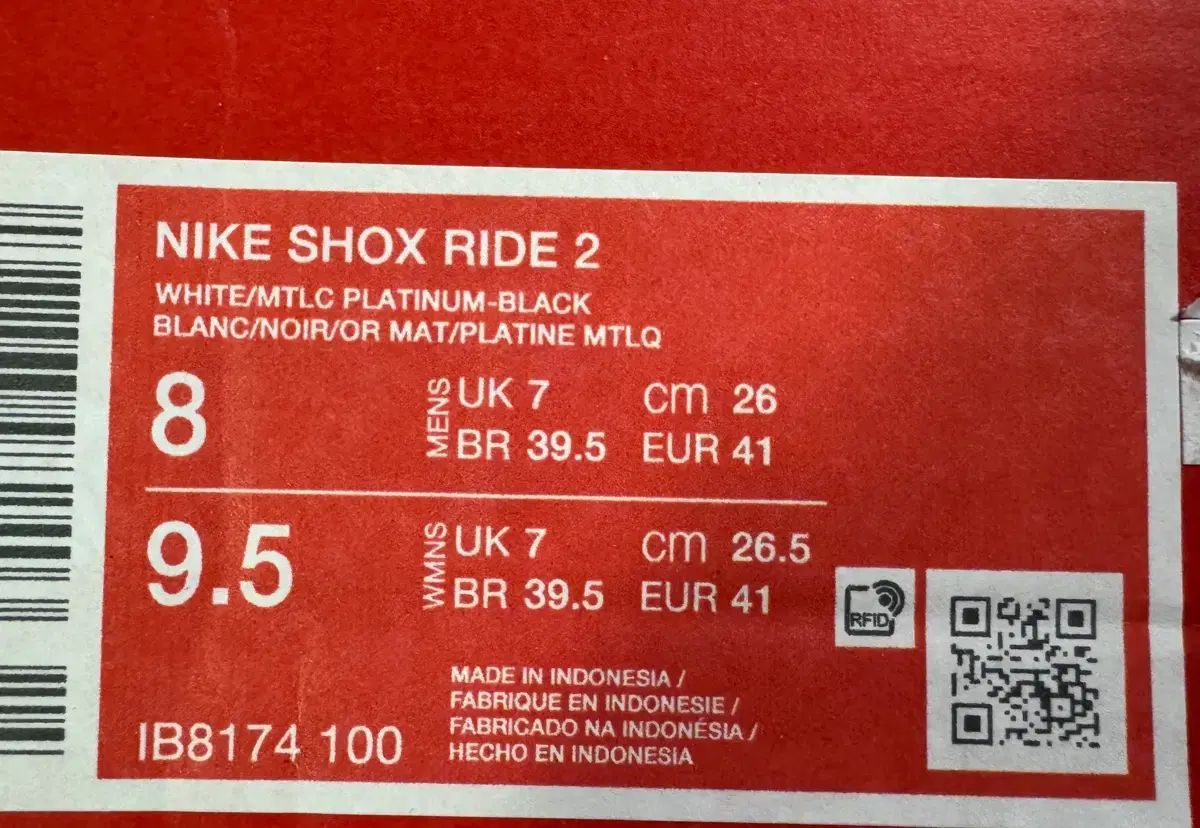 NIKE SHOX RIDE 2
WHITE/MTLC PLATINUM-BLACK
BLANC/NOIR/OR MAT/PLATINE MTLQ
8 MENS UK 7 cm 26
BR 39.5 EUR 41
9.5 WMNS UK 7 cm 26.5
BR 39.5 EUR 41
RFID
MADE IN INDONESIA /
FABRIQUE EN INDONESIE /
FABRICADO NA INDONÉSIA /
HECHO EN INDONESIA
IB8174 100